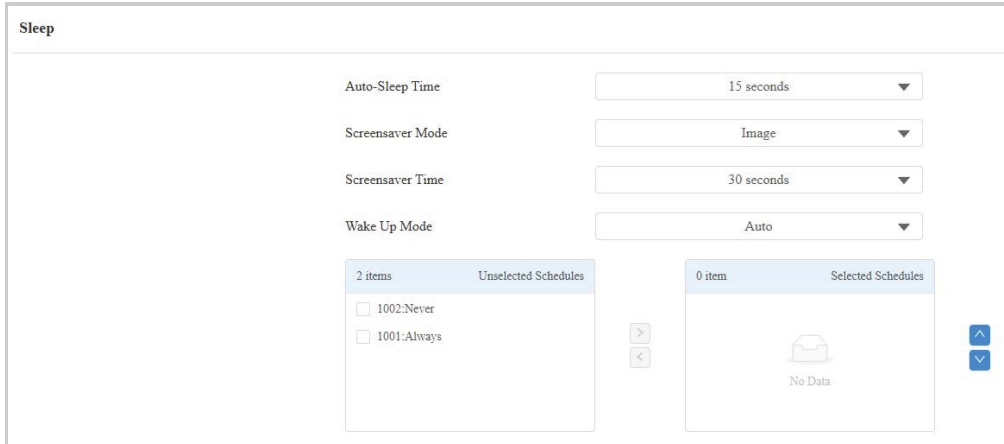 Sleep
Auto-Sleep Time 15 seconds
Screensaver Mode Image
Screensaver Time 30 seconds
Wake Up Mode Auto
2 items Unselected Schedules 0 item Selected Schedules
1002:Never
1001:Always
No Data